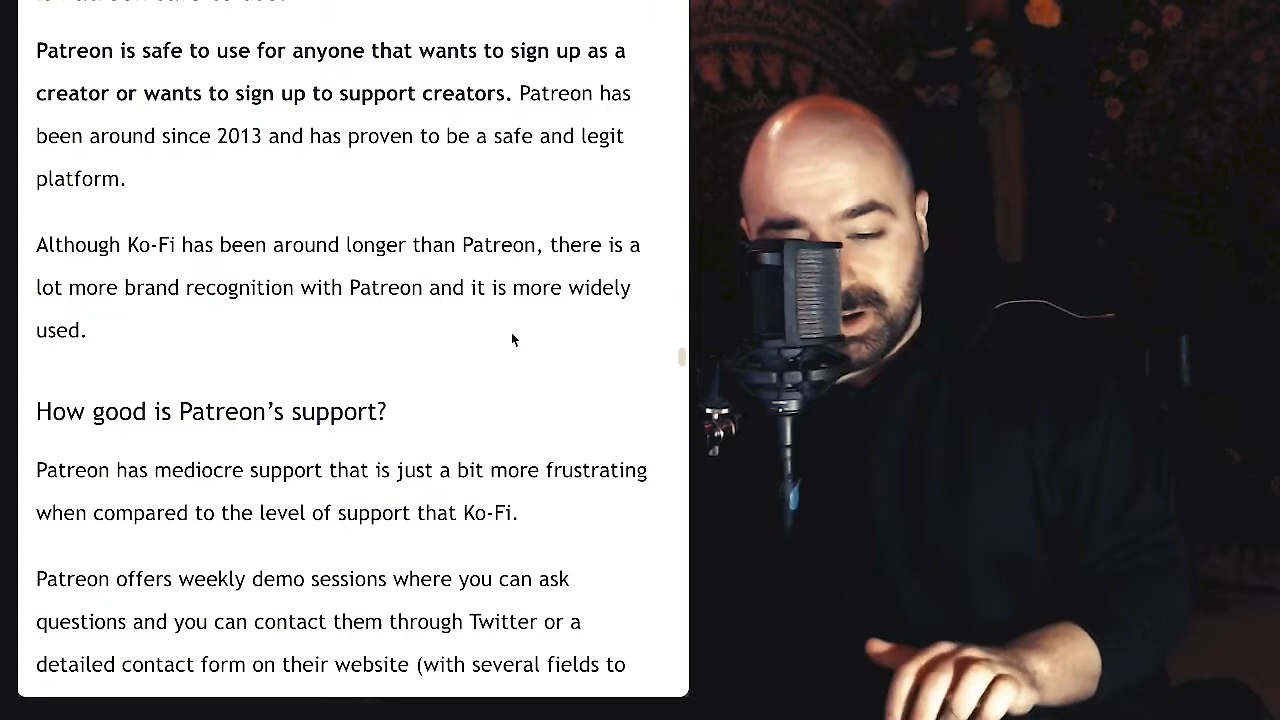 Patreon is safe to use for anyone that wants to sign up as a
creator or wants to sign up to support creators. Patreon has
been around since 2013 and has proven to be a safe and legit
platform.
Although Ko-Fi has been around longer than Patreon, there is a
lot more brand recognition with Patreon and it is more widely
used.
How good is Patreon’s support?
Patreon has mediocre support that is just a bit more frustrating
when compared to the level of support that Ko-Fi.
Patreon offers weekly demo sessions where you can ask
questions and you can contact them through Twitter or a
detailed contact form on their website (with several fields to